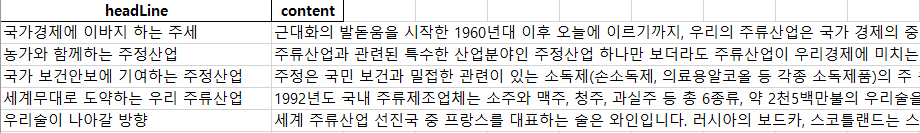 headLine content
국가경제에 이바지 하는 주세 근대화의 발돋움을 시작한 1960년대 이후 오늘에 이르기까지, 우리의 주류산업은 국가 경제의 중
농가와 함께하는 주정산업 주류산업과 관련된 특수한 산업분야인 주정산업 하나만 보더라도 주류산업이 우리경제에 미치는
국가 보건안보에 기여하는 주정산업 주정은 국민 보건과 밀접한 관련이 있는 소독제(손소독제, 의료용알코올 등 각종 소독제품)의 주
세계무대로 도약하는 우리 주류산업 1992년도 국내 주류제조업체는 소주와 맥주, 청주, 과실주 등 총 6종류, 약 2천5백만불의 우리술을
우리술이 나아갈 방향 세계 주류산업 선진국 중 프랑스를 대표하는 술은 와인입니다. 러시아의 보드카, 스코틀랜드는 스